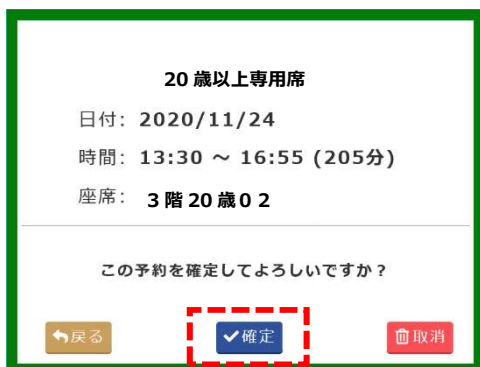 20 歳以上専用席
日付: 2020/11/24
時間: 13:30 ～ 16:55 (205分)
座席: 3階20歳０２
この予約を確定してよろしいですか？
戻る 確定 取消